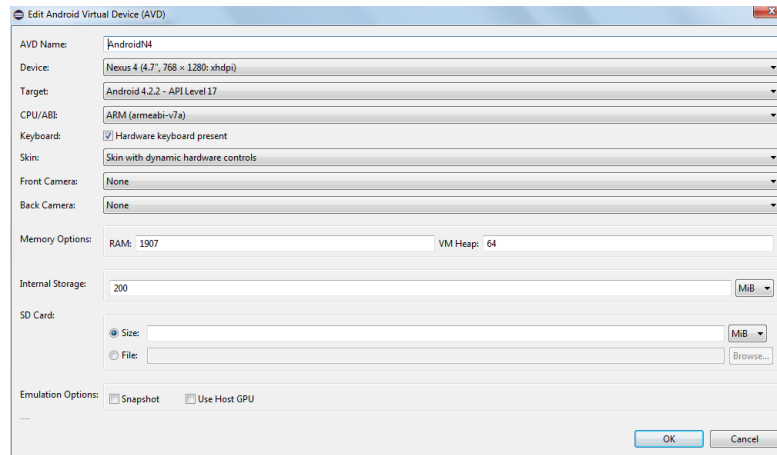 Edit Android Virtual Device (AVD)
AVD Name: AndroidN4
Device: Nexus 4 (4.7", 768 × 1280: xhdpi)
Target: Android 4.2.2 - API Level 17
CPU/ABI: ARM (armeabi-v7a)
Keyboard: Hardware keyboard present
Skin: Skin with dynamic hardware controls
Front Camera: None
Back Camera: None
Memory Options: RAM: 1907 VM Heap: 64
Internal Storage: 200 MiB
SD Card:
Size: MiB
File: Browse...
Emulation Options: Snapshot Use Host GPU
OK Cancel